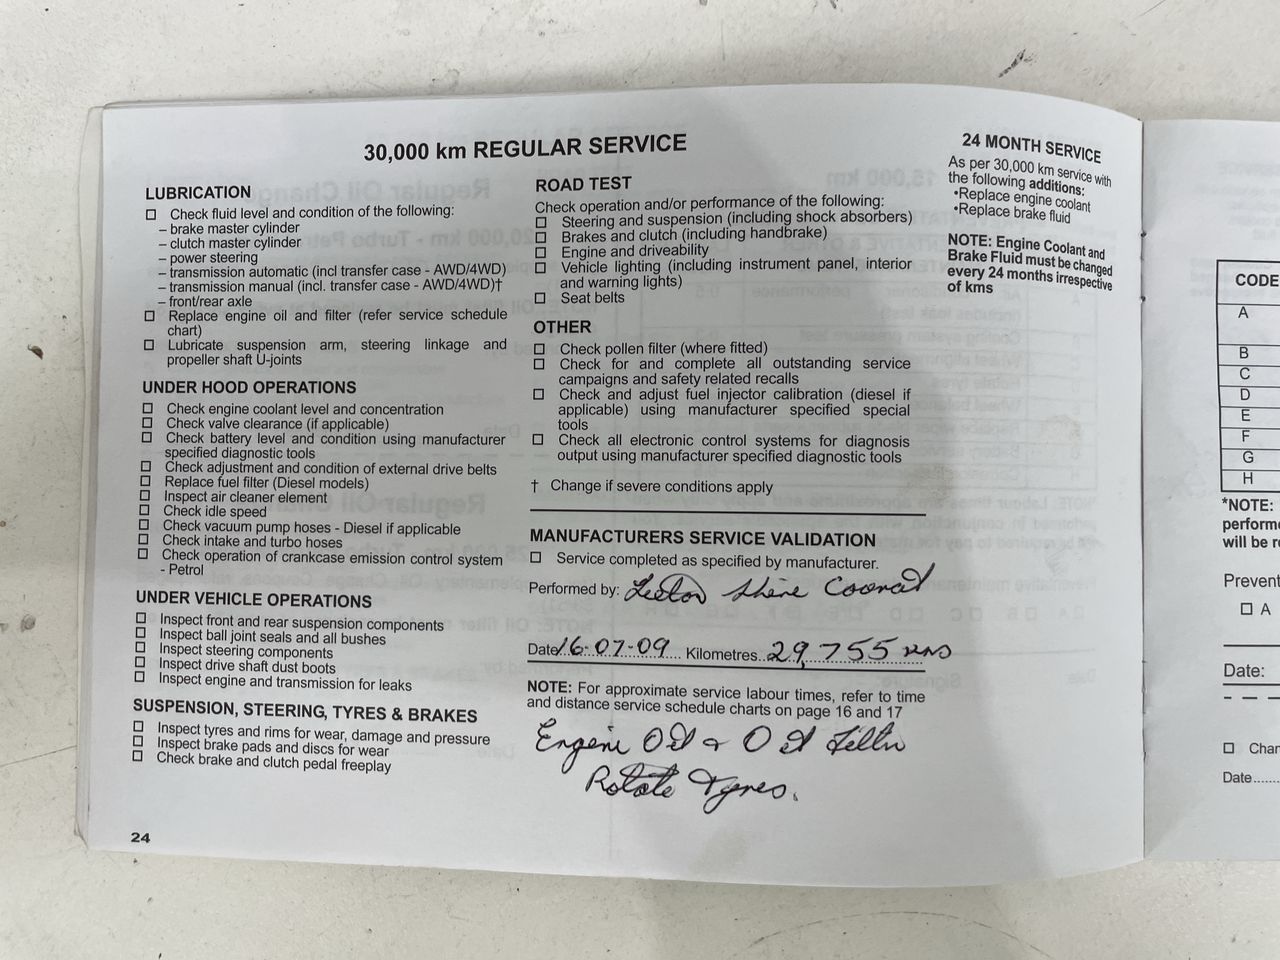 30,000 km REGULAR SERVICE
LUBRICATION
☐ Check fluid level and condition of the following:
– brake master cylinder
– clutch master cylinder
– power steering
– transmission automatic (incl transfer case - AWD/4WD)
– transmission manual (incl. transfer case - AWD/4WD)†
– front/rear axle
☐ Replace engine oil and filter (refer service schedule
chart)
☐ Lubricate suspension arm, steering linkage and
propeller shaft U-joints
UNDER HOOD OPERATIONS
☐ Check engine coolant level and concentration
☐ Check valve clearance (if applicable)
☐ Check battery level and condition using manufacturer
specified diagnostic tools
☐ Check adjustment and condition of external drive belts
☐ Replace fuel filter (Diesel models)
☐ Inspect air cleaner element
☐ Check idle speed
☐ Check vacuum pump hoses - Diesel if applicable
☐ Check intake and turbo hoses
☐ Check operation of crankcase emission control system
- Petrol
UNDER VEHICLE OPERATIONS
☐ Inspect front and rear suspension components
☐ Inspect ball joint seals and all bushes
☐ Inspect steering components
☐ Inspect drive shaft dust boots
☐ Inspect engine and transmission for leaks
SUSPENSION, STEERING, TYRES & BRAKES
☐ Inspect tyres and rims for wear, damage and pressure
☐ Inspect brake pads and discs for wear
☐ Check brake and clutch pedal freeplay
24
ROAD TEST
Check operation and/or performance of the following:
☐ Steering and suspension (including shock absorbers)
☐ Brakes and clutch (including handbrake)
☐ Engine and driveability
☐ Vehicle lighting (including instrument panel, interior
and warning lights)
☐ Seat belts
OTHER
☐ Check pollen filter (where fitted)
☐ Check for and complete all outstanding service
campaigns and safety related recalls
☐ Check and adjust fuel injector calibration (diesel if
applicable) using manufacturer specified special
tools
☐ Check all electronic control systems for diagnosis
output using manufacturer specified diagnostic tools
† Change if severe conditions apply
MANUFACTURERS SERVICE VALIDATION
☐ Service completed as specified by manufacturer.
Performed by:
Date 16-07-09 Kilometres 29,755 kms
NOTE: For approximate service labour times, refer to time
and distance service schedule charts on page 16 and 17
Engine Oil & Oil Filter
Rotate Tyres.
24 MONTH SERVICE
As per 30,000 km service with
the following additions:
•Replace engine coolant
•Replace brake fluid
NOTE: Engine Coolant and
Brake Fluid must be changed
every 24 months irrespective
of kms
CODE
A
B
C
D
E
F
G
H
*NOTE:
perform
will be
Prevent
☐ A
Date:
☐ Char
Date.....